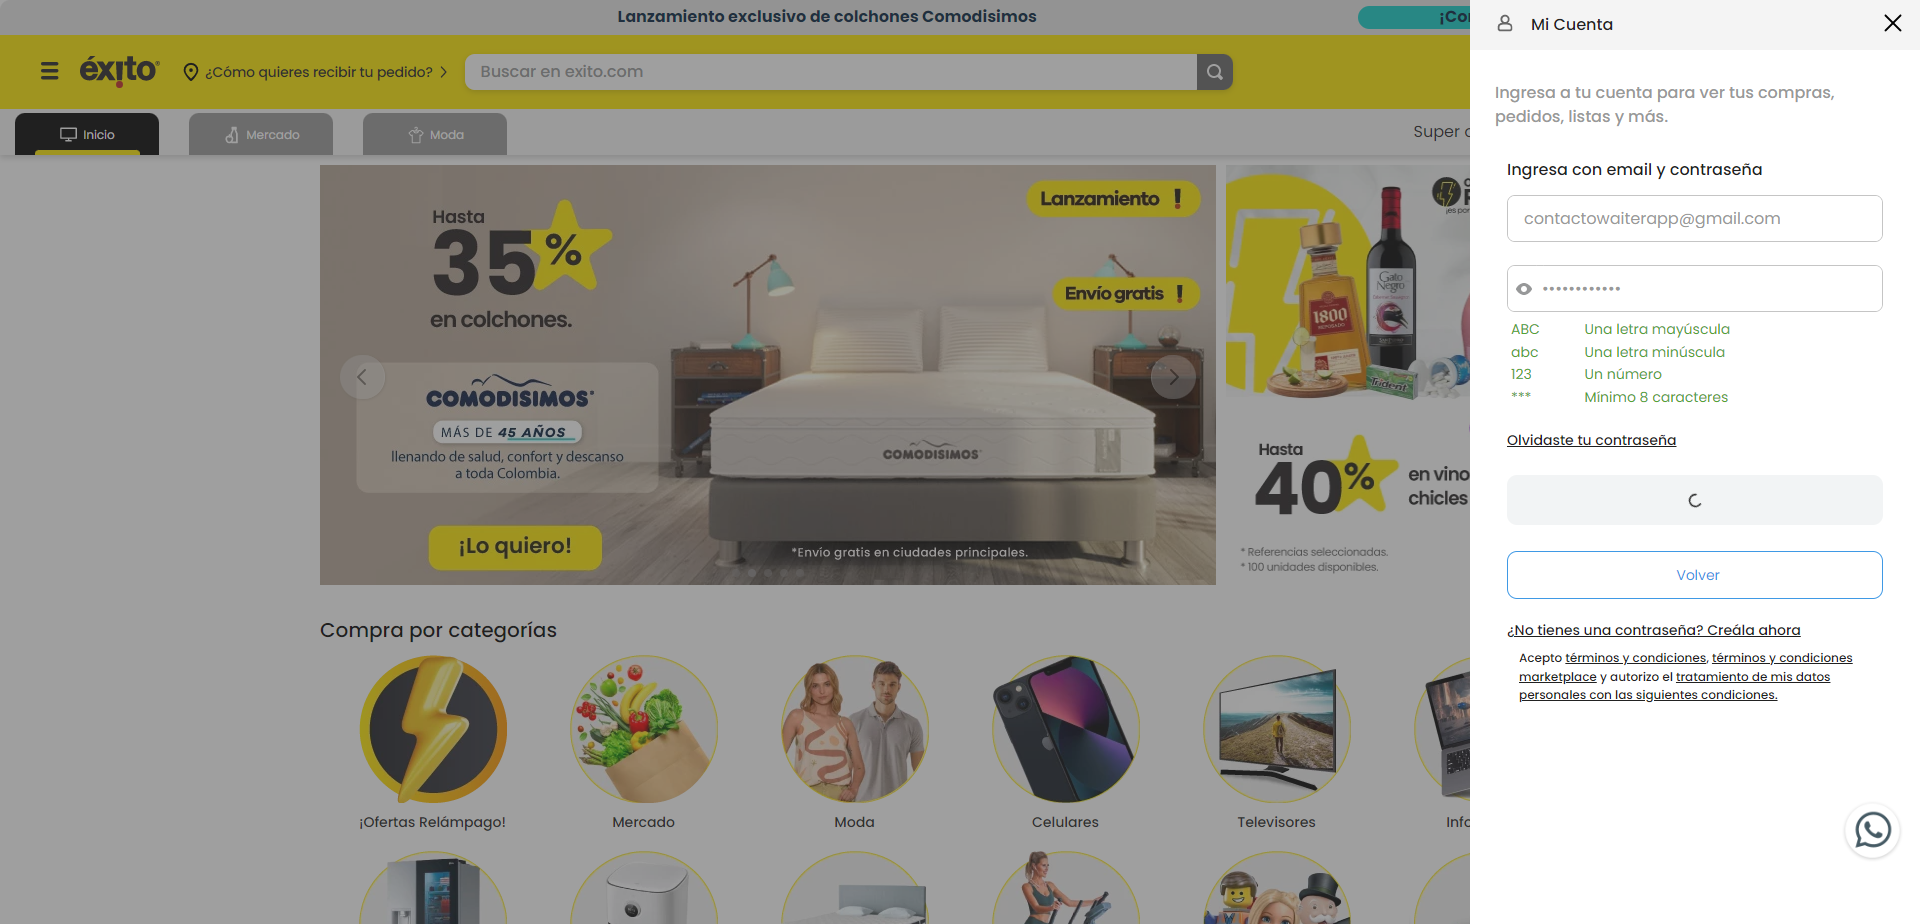 Lanzamiento exclusivo de colchones Comodisimos
éxito
¿Cómo quieres recibir tu pedido?
Buscar en exito.com
Inicio
Mercado
Moda
Super
Hasta
35%
en colchones.
COMODISIMOS
MÁS DE 45 AÑOS
llenando de salud, confort y descanso
a toda Colombia.
¡Lo quiero!
Lanzamiento !
Envío gratis !
COMODISIMOS
*Envío gratis en ciudades principales.
1800
Gato
Negro
Trident
Hasta
40%
en vino
chicles
* Referencias seleccionadas.
* 100 unidades disponibles.
Compra por categorías
¡Ofertas Relámpago!
Mercado
Moda
Celulares
Televisores
Mi Cuenta
Ingresa a tu cuenta para ver tus compras,
pedidos, listas y más.
Ingresa con email y contraseña
contactowaiterapp@gmail.com
••••••••••••
ABC Una letra mayúscula
abc Una letra minúscula
123 Un número
*** Mínimo 8 caracteres
Olvidaste tu contraseña
Volver
¿No tienes una contraseña? Creála ahora
Acepto términos y condiciones, términos y condiciones
marketplace y autorizo el tratamiento de mis datos
personales con las siguientes condiciones.